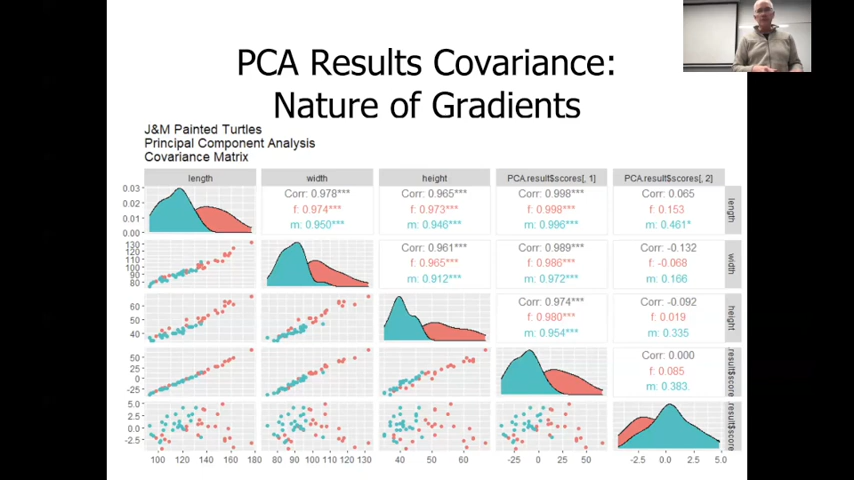 PCA Results Covariance:
Nature of Gradients
J&M Painted Turtles
Principal Component Analysis
Covariance Matrix
length width height PCA.result$scores[, 1] PCA.result$scores[, 2]
0.03
0.02
0.01
0.00
Corr: 0.978***
f: 0.974***
m: 0.950***
Corr: 0.965***
f: 0.973***
m: 0.946***
Corr: 0.998***
f: 0.998***
m: 0.996***
Corr: 0.065
f: 0.153
m: 0.461*
length
130
120
110
100
90
80
Corr: 0.961***
f: 0.965***
m: 0.912***
Corr: 0.989***
f: 0.986***
m: 0.972***
Corr: -0.132
f: -0.068
m: 0.166
width
60
50
40
Corr: 0.974***
f: 0.980***
m: 0.954***
Corr: -0.092
f: 0.019
m: 0.335
height
50
25
0
-25
Corr: 0.000
f: 0.085
m: 0.383.
.result$score
5.0
2.5
0.0
-2.5
.result$score
100 120 140 160 180
80 90 100 110 120 130
40 50 60
-25 0 25 50
-2.5 0.0 2.5 5.0